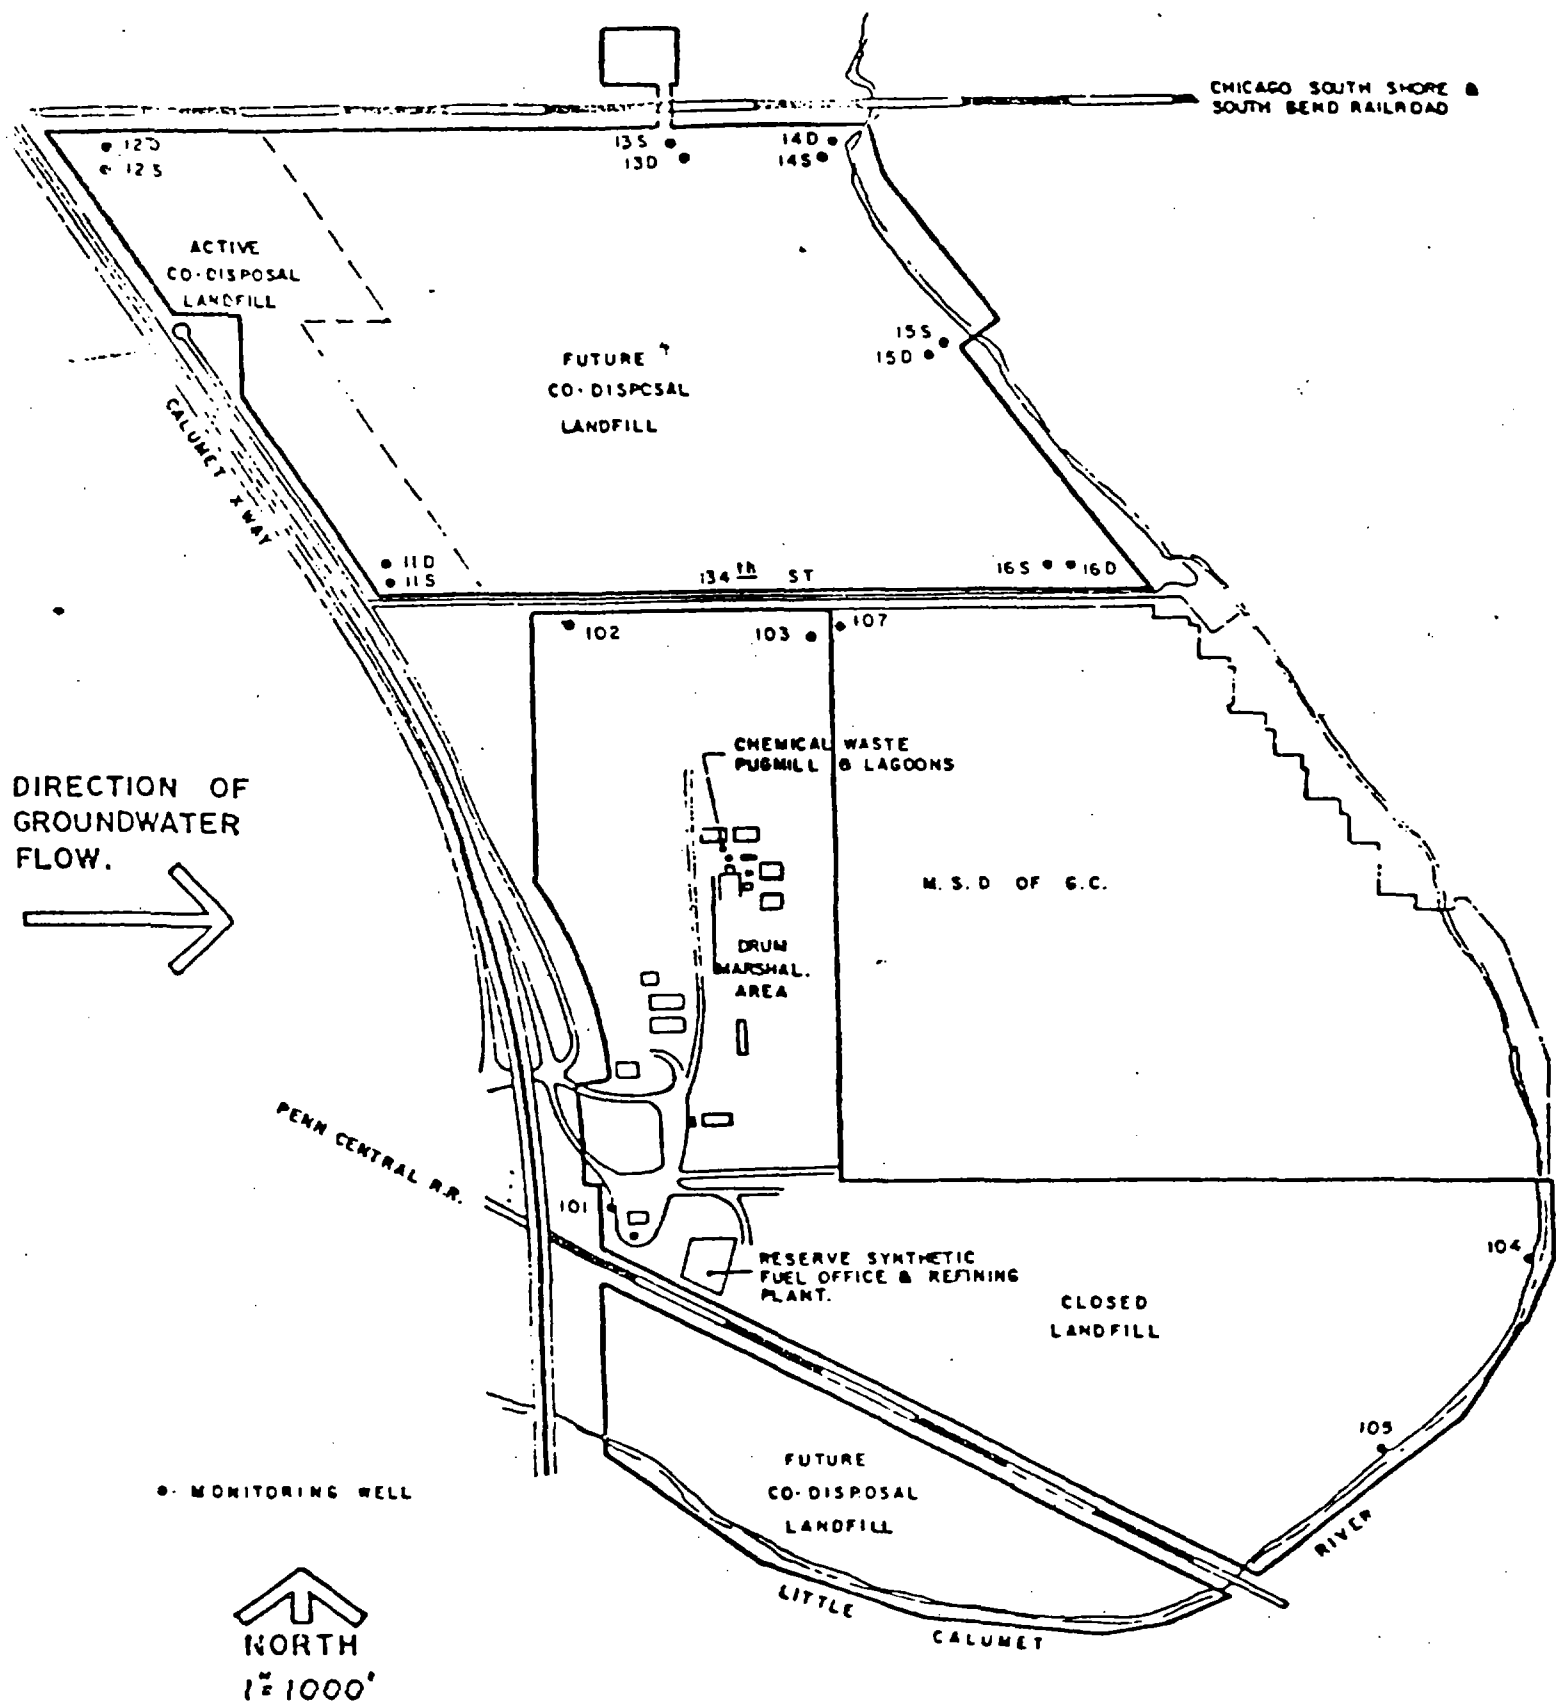 CHICAGO SOUTH SHORE &
SOUTH BEND RAILROAD
12D
12S
13S
13D
14D
14S
ACTIVE
CO-DISPOSAL
LANDFILL
15S
15D
FUTURE
CO-DISPOSAL
LANDFILL
CALUMET XWAY
11D
11S
134th ST
16S
16D
102
103
107
CHEMICAL WASTE
PUGMILL & LAGOONS
DIRECTION OF
GROUNDWATER
FLOW.
M.S.D OF G.C.
DRUM
MARSHAL.
AREA
PENN CENTRAL R.R.
101
RESERVE SYNTHETIC
FUEL OFFICE & REFINING
PLANT.
104
CLOSED
LANDFILL
105
FUTURE
CO-DISPOSAL
LANDFILL
- MONITORING WELL
LITTLE
CALUMET
RIVER
NORTH
1"=1000'